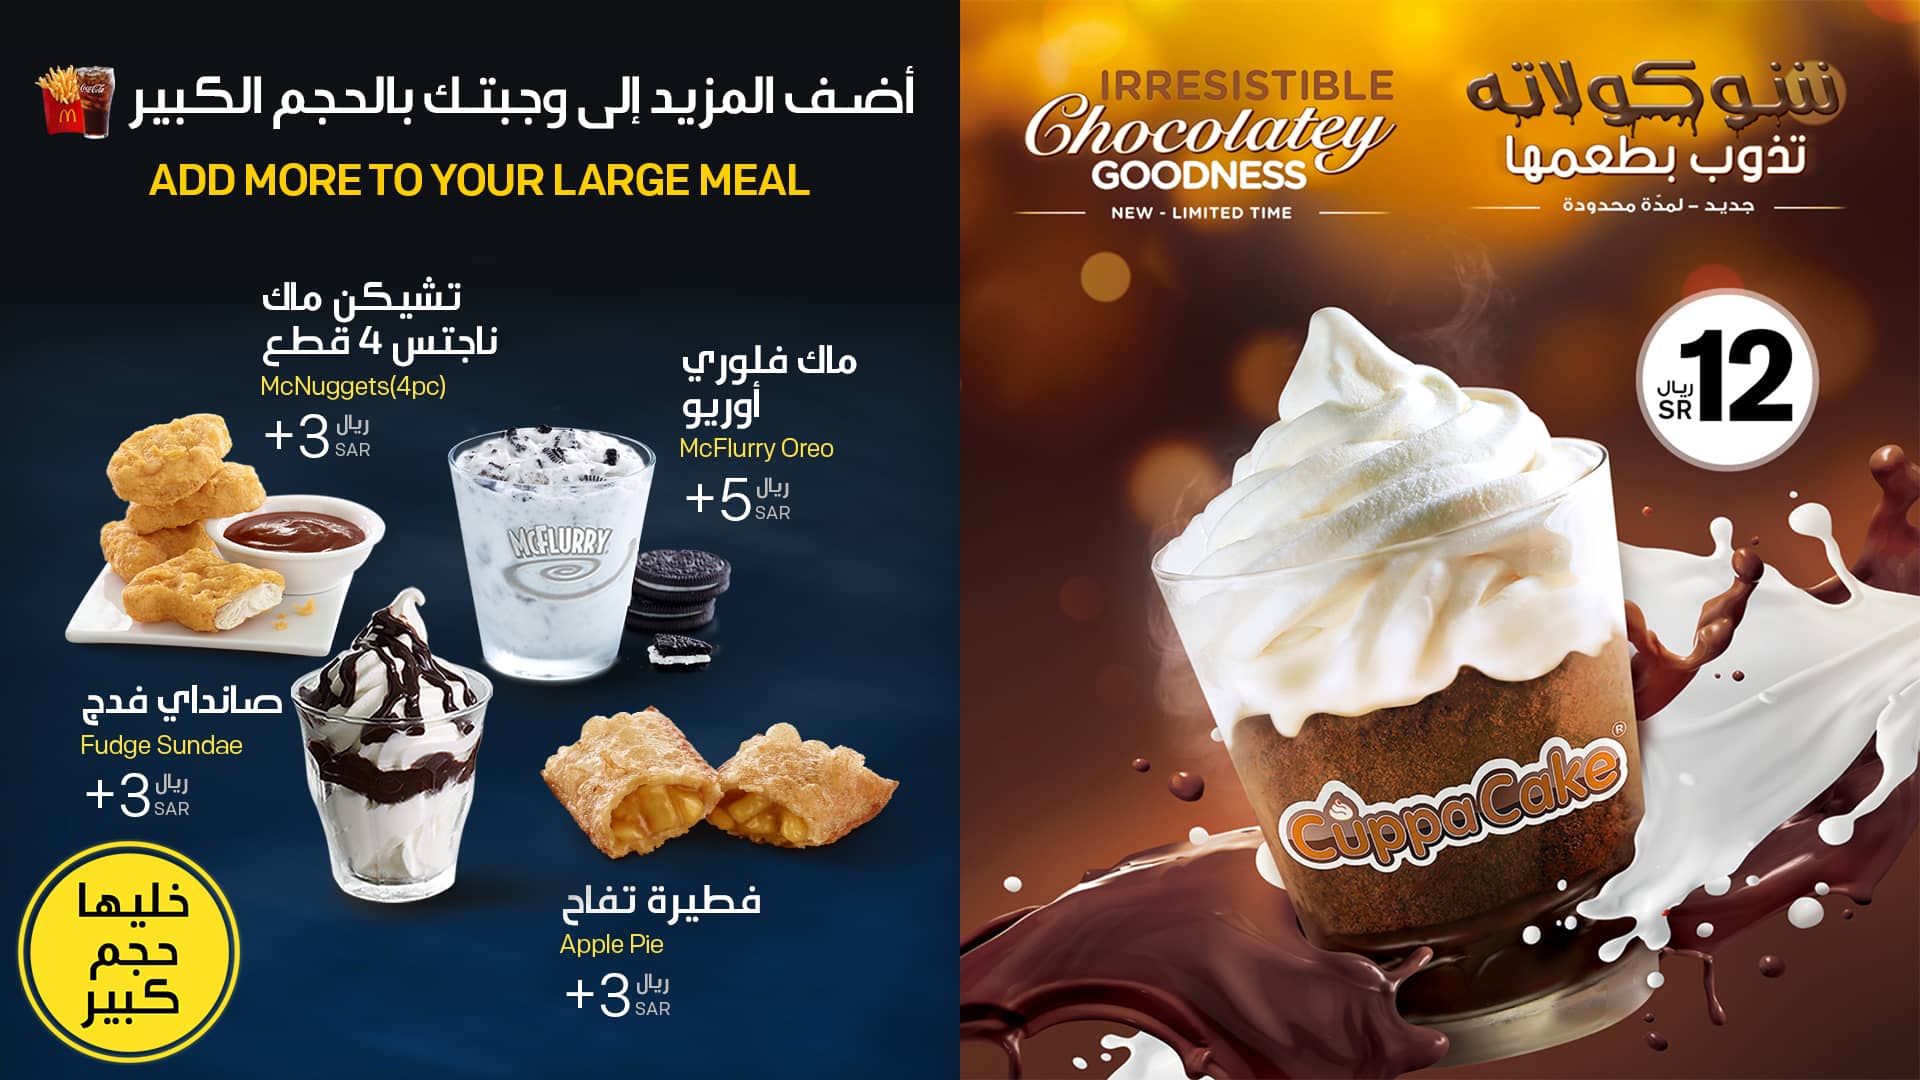 أضف المزيد إلى وجبتك بالحجم الكبير
ADD MORE TO YOUR LARGE MEAL
تشيكن ماك
ناجتس 4 قطع
McNuggets(4pc)
+3 ريال SAR
ماك فلوري
أوريو
McFlurry Oreo
+5 ريال SAR
McFLURRY
صانداي فدج
Fudge Sundae
+3 ريال SAR
فطيرة تفاح
Apple Pie
+3 ريال SAR
خليها
حجم
كبير
Coca-Cola
IRRESISTIBLE
Chocolatey
GOODNESS
NEW - LIMITED TIME
شوكولاته
تذوب بطعمها
جديد - لمدّة محدودة
12 ريال SR
CuppaCake®